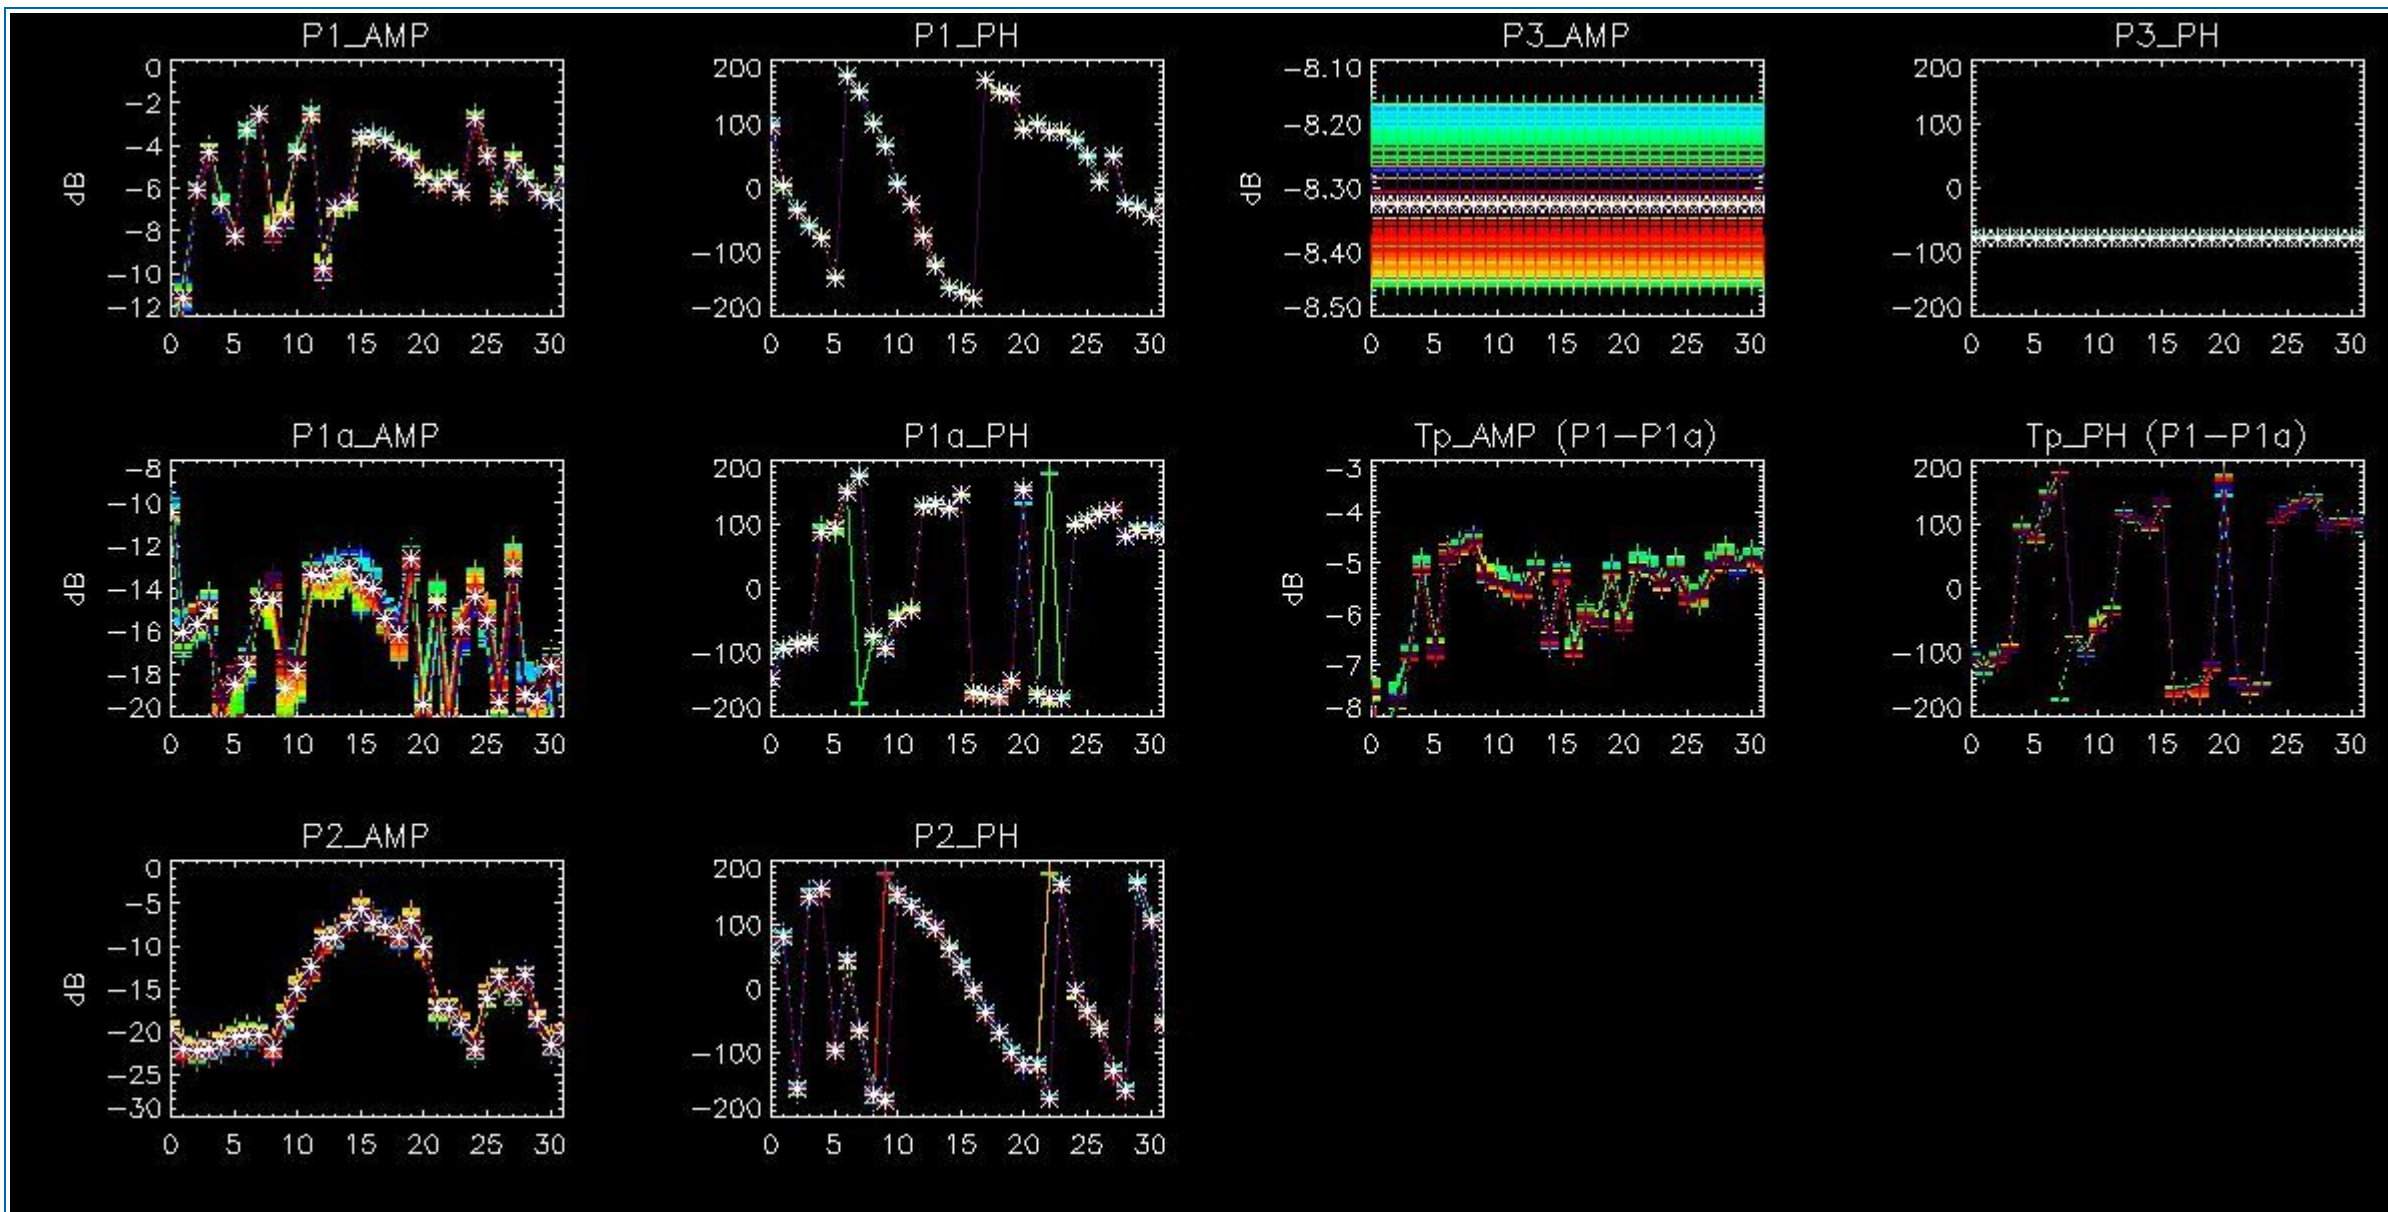 P1_AMP P1_PH P3_AMP P3_PH
0 200 -8.10 200
-2
-4 100 -8.20 100
dB -6 0 dB -8.30 0
-8
-10 -100 -8.40 -100
-12 -200 -8.50 -200
0 5 10 15 20 25 30 0 5 10 15 20 25 30 0 5 10 15 20 25 30 0 5 10 15 20 25 30
P1a_AMP P1a_PH Tp_AMP (P1-P1a) Tp_PH (P1-P1a)
-8 200 -3 200
-10
-12 100 -4 100
dB -14 0 dB -5 0
-16 -6
-18 -100 -7 -100
-20 -200 -8 -200
0 5 10 15 20 25 30 0 5 10 15 20 25 30 0 5 10 15 20 25 30 0 5 10 15 20 25 30
P2_AMP P2_PH
0 200
-5 100
-10
dB -15 0
-20
-25 -100
-30 -200
0 5 10 15 20 25 30 0 5 10 15 20 25 30